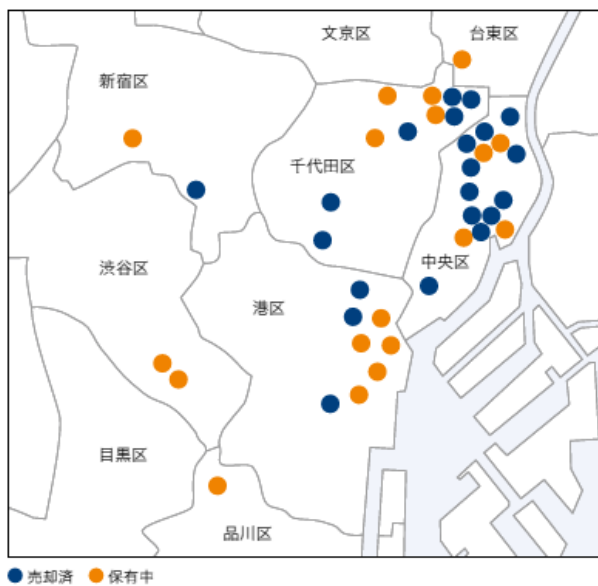 文京区
台東区
新宿区
千代田区
渋谷区
中央区
港区
目黒区
品川区
売却済 保有中